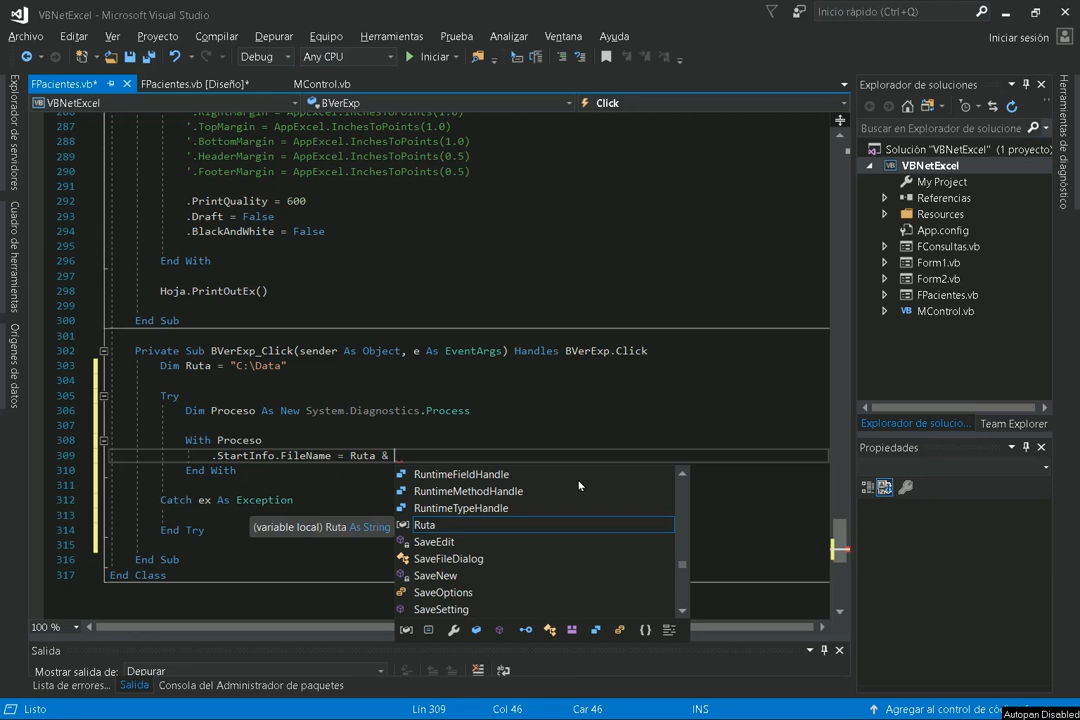 VBNetExcel - Microsoft Visual Studio
Inicio rápido (Ctrl+Q)
Archivo Editar Ver Proyecto Compilar Depurar Equipo Herramientas Prueba Analizar Ventana Ayuda
Iniciar sesión
Debug Any CPU Iniciar
FPacientes.vb* FPacientes.vb [Diseño]* MControl.vb
VBNetExcel BVerExp Click
Explorador de servidores
Cuadro de herramientas
Orígenes de datos
'.RightMargin = AppExcel.InchesToPoints(1.0)
287 '.TopMargin = AppExcel.InchesToPoints(1.0)
288 '.BottomMargin = AppExcel.InchesToPoints(1.0)
289 '.HeaderMargin = AppExcel.InchesToPoints(0.5)
290 '.FooterMargin = AppExcel.InchesToPoints(0.5)
291
292 .PrintQuality = 600
293 .Draft = False
294 .BlackAndWhite = False
295
296 End With
297
298 Hoja.PrintOutEx()
299
300 End Sub
301
302 Private Sub BVerExp_Click(sender As Object, e As EventArgs) Handles BVerExp.Click
303 Dim Ruta = "C:\Data"
304
305 Try
306 Dim Proceso As New System.Diagnostics.Process
307
308 With Proceso
309 .StartInfo.FileName = Ruta &
310 End With
311
312 Catch ex As Exception
313
314 End Try
315
316 End Sub
317 End Class
(variable local) Ruta As String
RuntimeFieldHandle
RuntimeMethodHandle
RuntimeTypeHandle
Ruta
SaveEdit
SaveFileDialog
SaveNew
SaveOptions
SaveSetting
100 %
Salida
Mostrar salida de: Depurar
Lista de errores... Salida Consola del Administrador de paquetes
Explorador de soluciones
Buscar en Explorador de solucione
Solución "VBNetExcel" (1 proyecto)
VBNetExcel
My Project
Referencias
Resources
App.config
FConsultas.vb
Form1.vb
Form2.vb
FPacientes.vb
MControl.vb
Explorador de solucio... Team Explorer
Propiedades
Herramientas de diagnóstico
Listo Lín 309 Col 46 Car 46 INS Agregar al control de có
Autopan Disabled